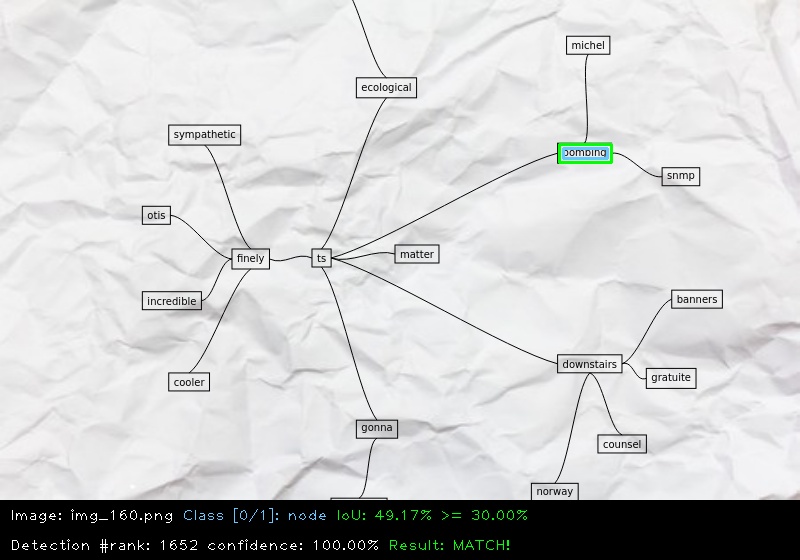 michel
ecological
sympathetic
snmp
otis
matter
finely
ts
incredible
banners
downstairs
gratuite
cooler
gonna
counsel
norway
Image: img_160.png Class [0/1]: node IoU: 49.17% >= 30.00%
Detection #rank: 1652 confidence: 100.00% Result: MATCH!